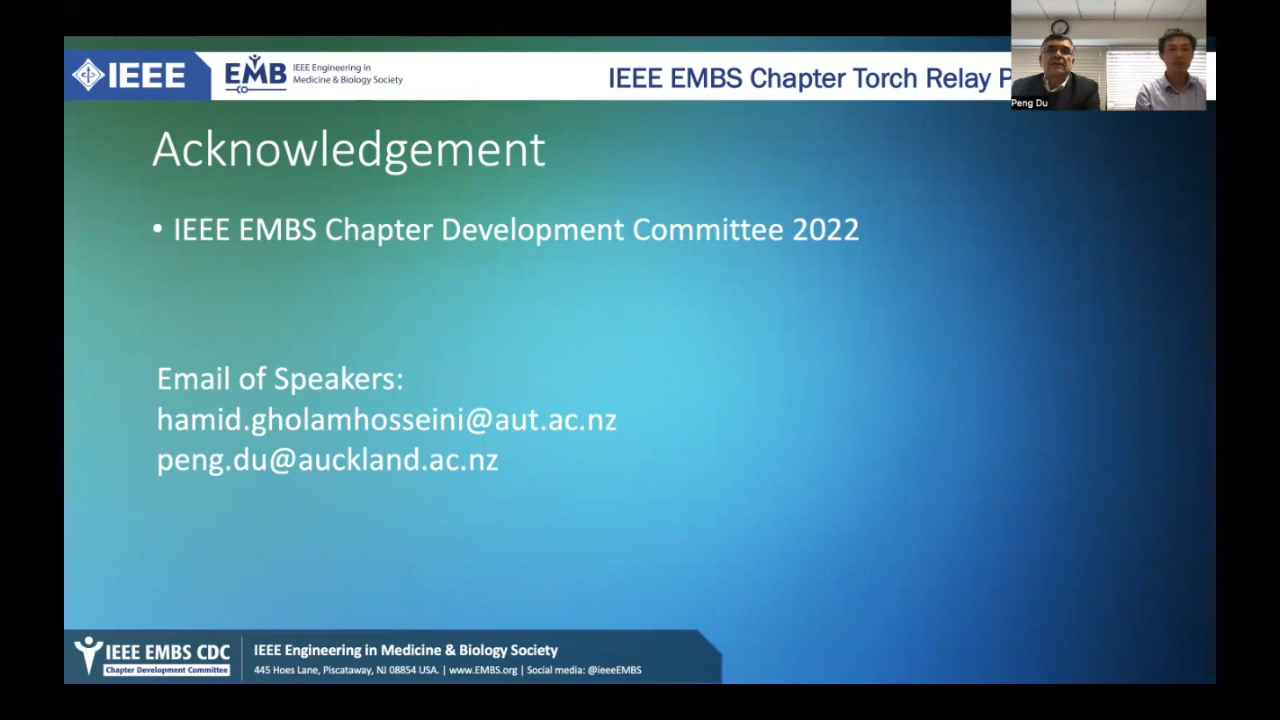 IEEE
EMB
IEEE Engineering in
Medicine & Biology Society
IEEE EMBS Chapter Torch Relay P
Peng Du
Acknowledgement
• IEEE EMBS Chapter Development Committee 2022
Email of Speakers:
hamid.gholamhosseini@aut.ac.nz
peng.du@auckland.ac.nz
IEEE EMBS CDC
Chapter Development Committee
IEEE Engineering in Medicine & Biology Society
445 Hoes Lane, Piscataway, NJ 08854 USA. | www.EMBS.org | Social media: @ieeeEMBS